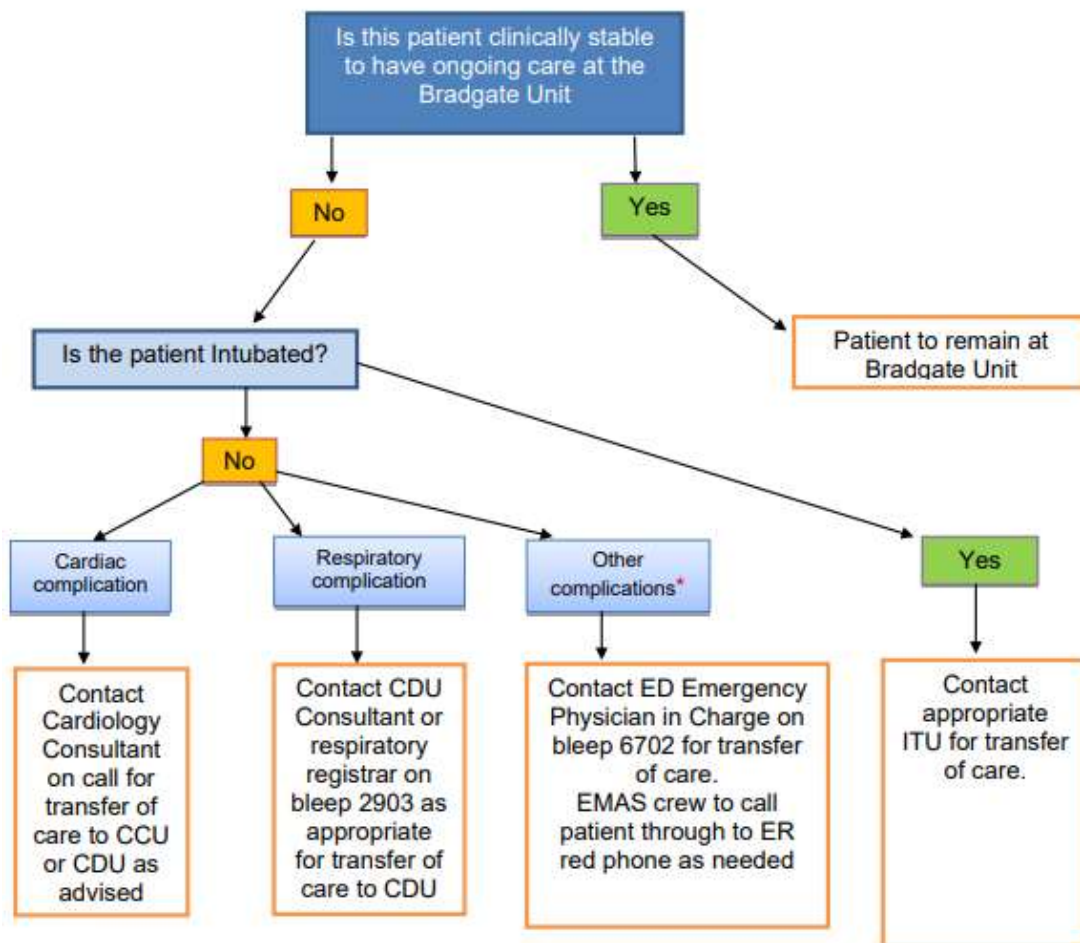 Is this patient clinically stable
to have ongoing care at the
Bradgate Unit
No
Yes
Is the patient Intubated?
Patient to remain at
Bradgate Unit
No
Cardiac
complication
Respiratory
complication
Other
complications*
Yes
Contact
Cardiology
Consultant
on call for
transfer of
care to CCU
or CDU as
advised
Contact CDU
Consultant or
respiratory
registrar on
bleep 2903 as
appropriate
for transfer of
care to CDU
Contact ED Emergency
Physician in Charge on
bleep 6702 for transfer
of care.
EMAS crew to call
patient through to ER
red phone as needed
Contact
appropriate
ITU for transfer
of care.